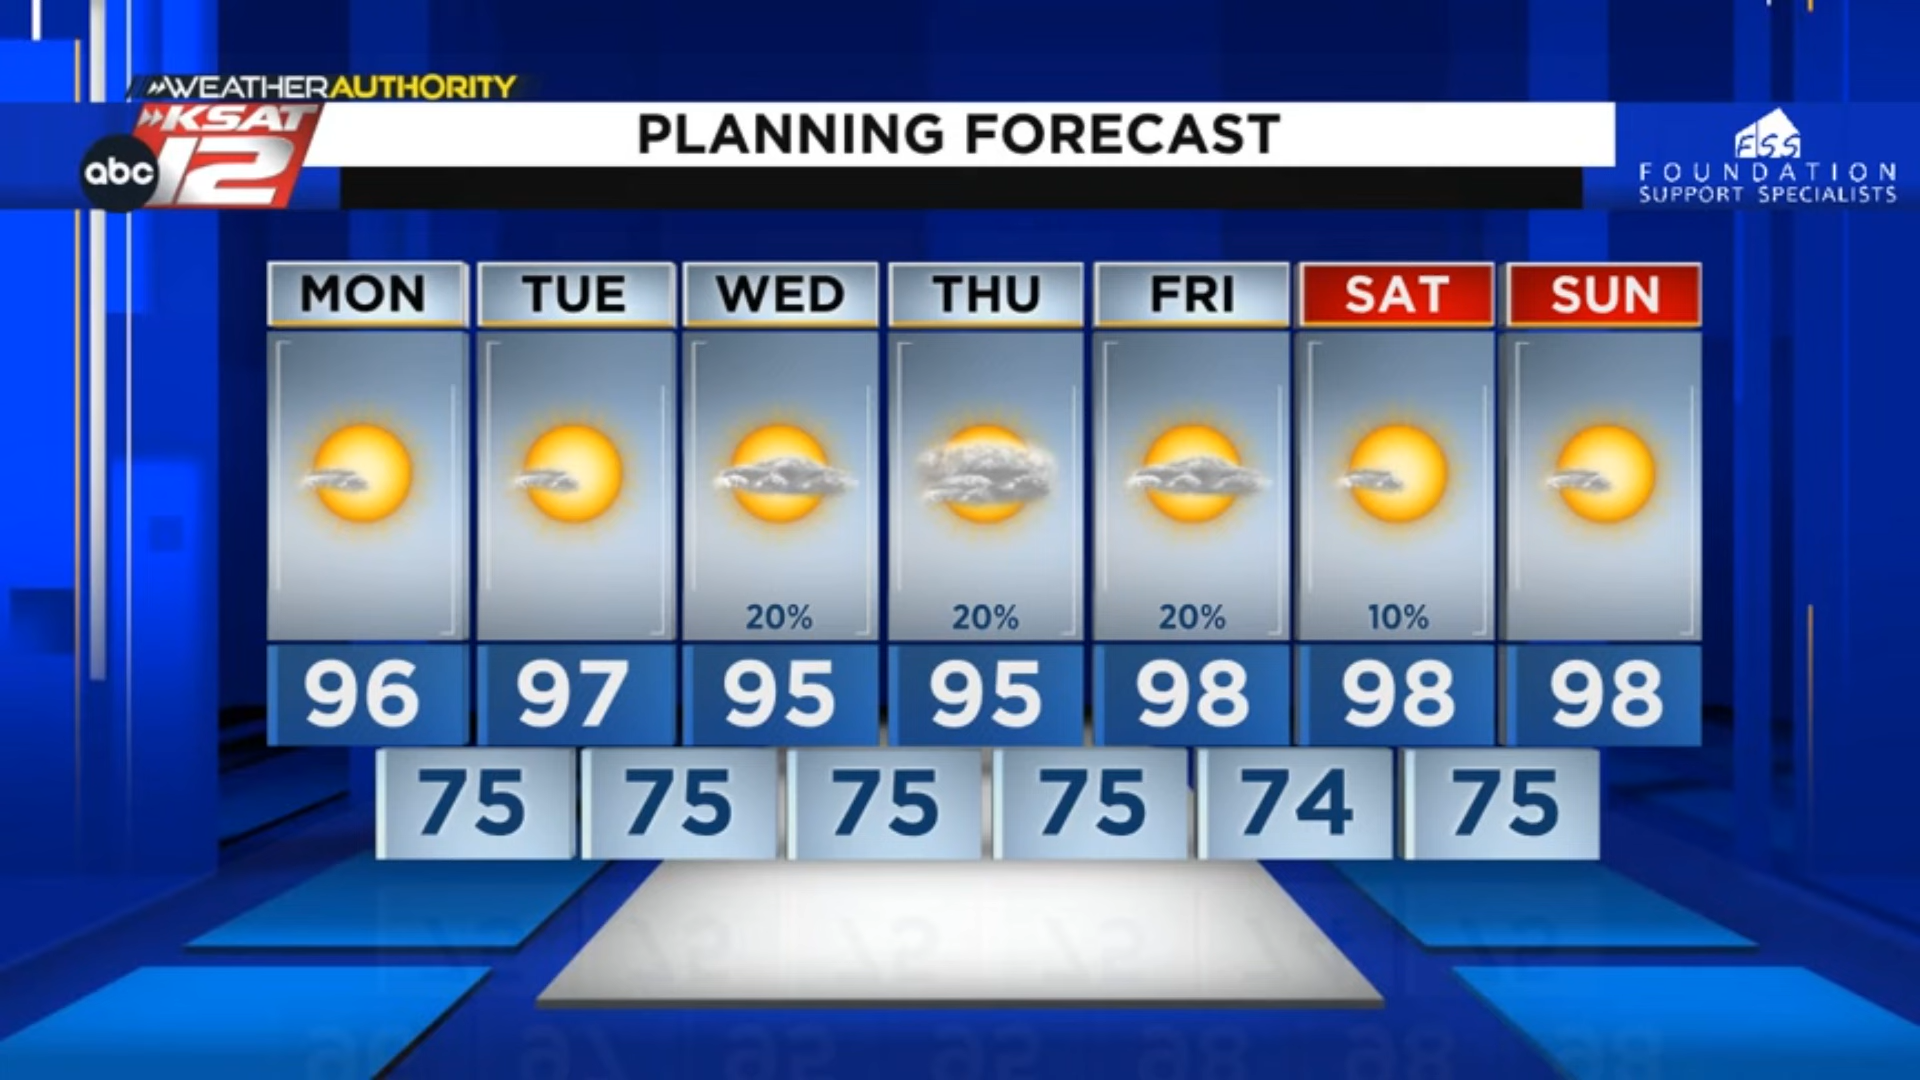 WEATHERAUTHORITY
KSAT
abc 12
PLANNING FORECAST
FSS
FOUNDATION
SUPPORT SPECIALISTS
MON TUE WED THU FRI SAT SUN
20% 20% 20% 10%
96 97 95 95 98 98 98
75 75 75 75 74 75